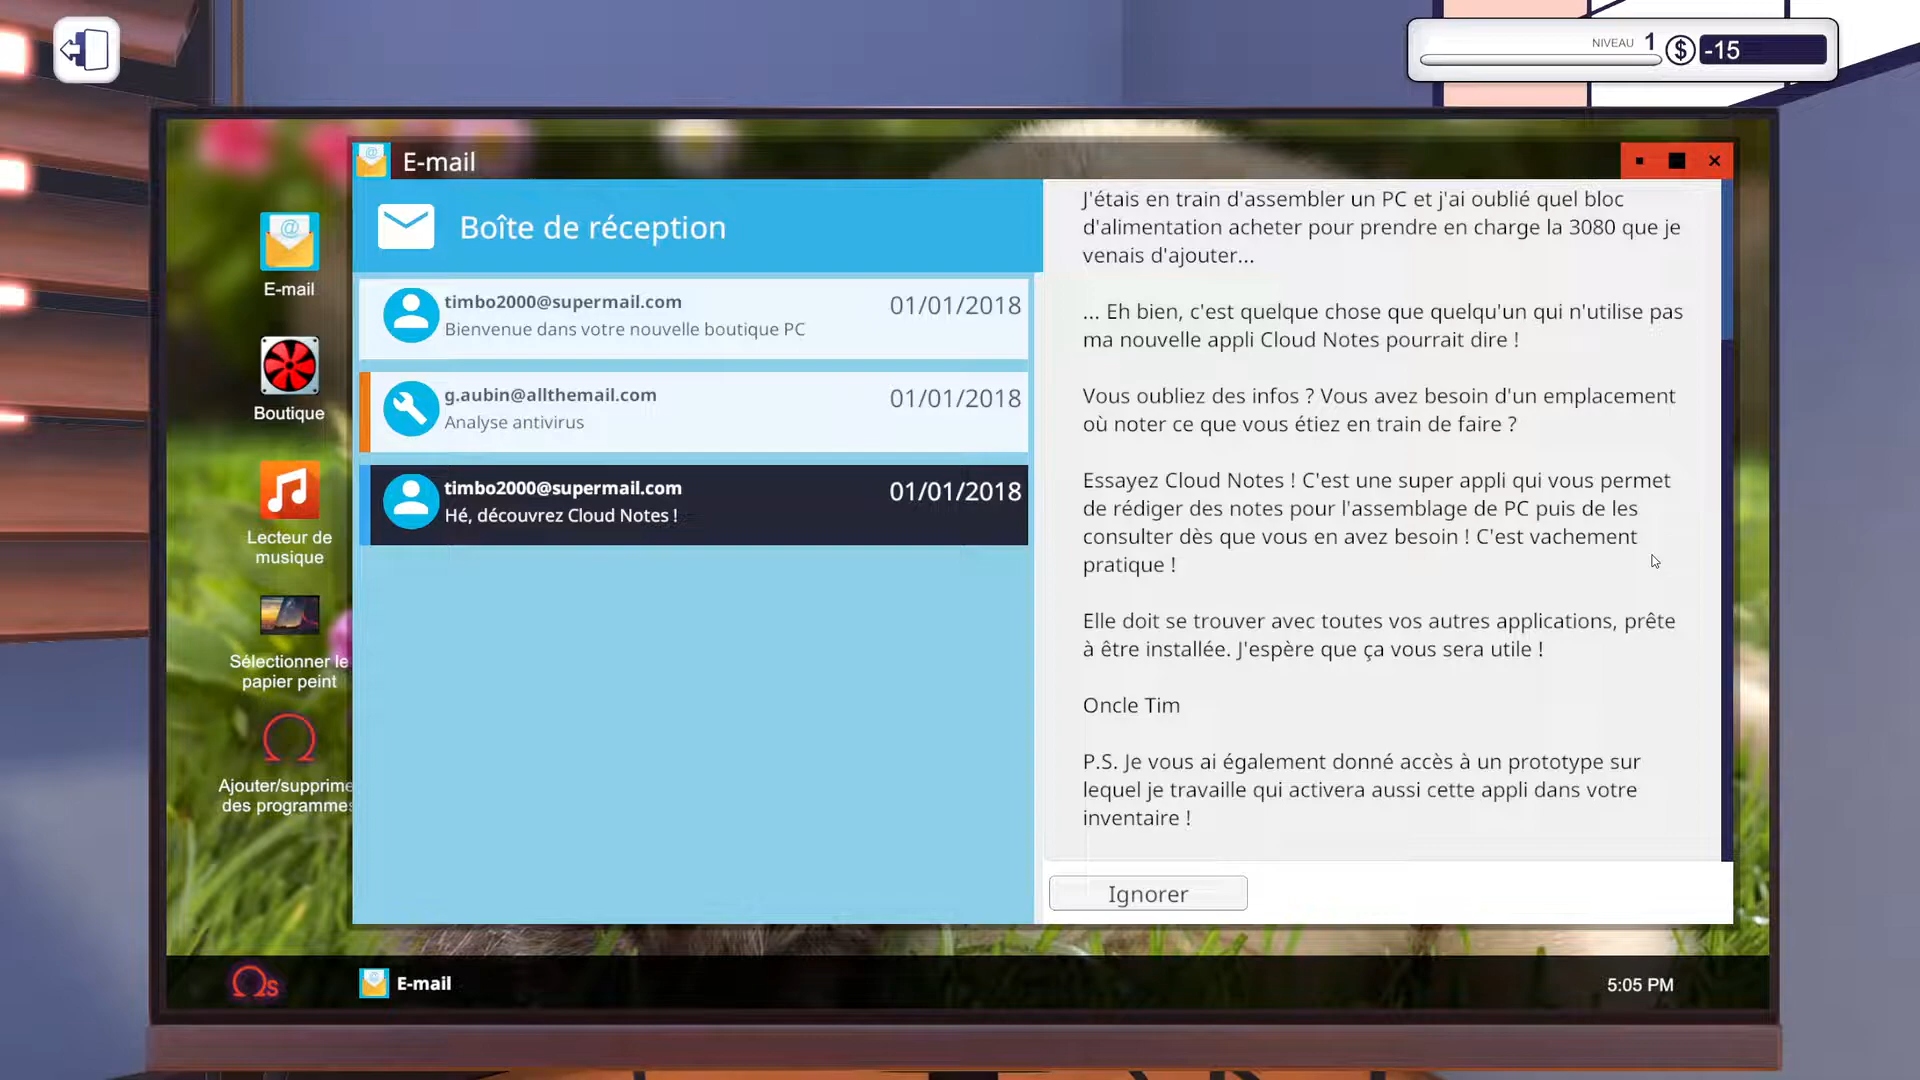 NIVEAU 1
$ -15
E-mail
Boîte de réception
timbo2000@supermail.com
01/01/2018
Bienvenue dans votre nouvelle boutique PC
g.aubin@allthemail.com
01/01/2018
Analyse antivirus
timbo2000@supermail.com
01/01/2018
Hé, découvrez Cloud Notes !
J'étais en train d'assembler un PC et j'ai oublié quel bloc
d'alimentation acheter pour prendre en charge la 3080 que je
venais d'ajouter...
... Eh bien, c'est quelque chose que quelqu'un qui n'utilise pas
ma nouvelle appli Cloud Notes pourrait dire !
Vous oubliez des infos ? Vous avez besoin d'un emplacement
où noter ce que vous étiez en train de faire ?
Essayez Cloud Notes ! C'est une super appli qui vous permet
de rédiger des notes pour l'assemblage de PC puis de les
consulter dès que vous en avez besoin ! C'est vachement
pratique !
Elle doit se trouver avec toutes vos autres applications, prête
à être installée. J'espère que ça vous sera utile !
Oncle Tim
P.S. Je vous ai également donné accès à un prototype sur
lequel je travaille qui activera aussi cette appli dans votre
inventaire !
Ignorer
E-mail
Boutique
Lecteur de
musique
Sélectionner le
papier peint
Ajouter/supprime
des programmes
Ωs
E-mail
5:05 PM